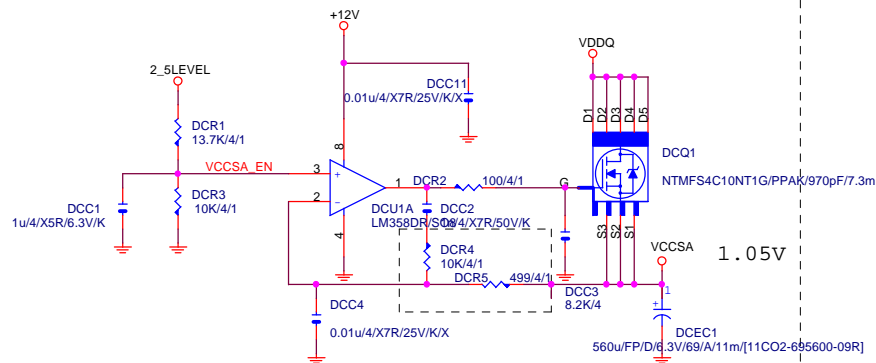 +12V
VDDQ
2_5LEVEL
DCC11
0.01u/4/X7R/25V/K/X
D1
D2
D3
D4
D5
DCR1
13.7K/4/1
8
DCQ1
VCCSA_EN
3
+
1
DCR2
100/4/1
G
NTMFS4C10NT1G/PPAK/970pF/7.3m
DCR3
10K/4/1
2
-
DCC1
1u/4/X5R/6.3V/K
DCU1A
DCC2
4
/4/X7R/50V/K
S3
S2
S1
VCCSA
1.05V
DCR4
10K/4/1
DCR5
499/4/1
DCC3
8.2K/4
DCC4
0.01u/4/X7R/25V/K/X
1
+
DCEC1
560u/FP/D/6.3V/69/A/11m/[11CO2-695600-09R]